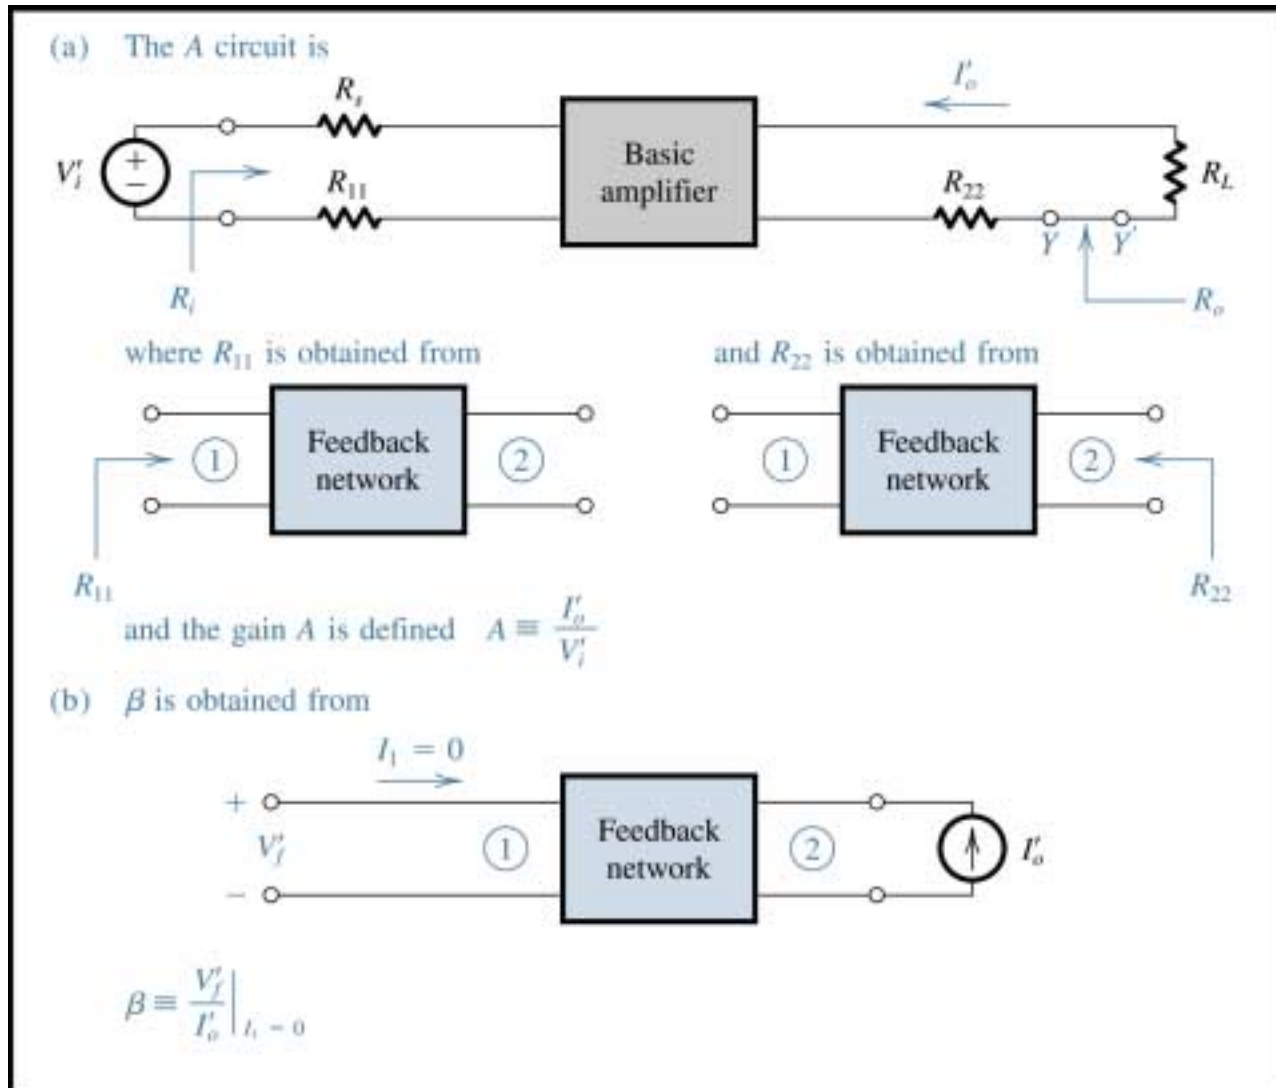 (a) The A circuit is
I'ₒ
Rₛ
V'ᵢ
+
−
R₁₁
Basic
amplifier
R₂₂
R_L
Y
Y'
Rᵢ
Rₒ
where R₁₁ is obtained from
and R₂₂ is obtained from
1
Feedback
network
2
1
Feedback
network
2
R₁₁
R₂₂
and the gain A is defined A ≡ I'ₒ / V'ᵢ
(b) β is obtained from
I₁ = 0
+
V'f
−
1
Feedback
network
2
I'ₒ
β ≡ V'f / I'ₒ | I₁ = 0